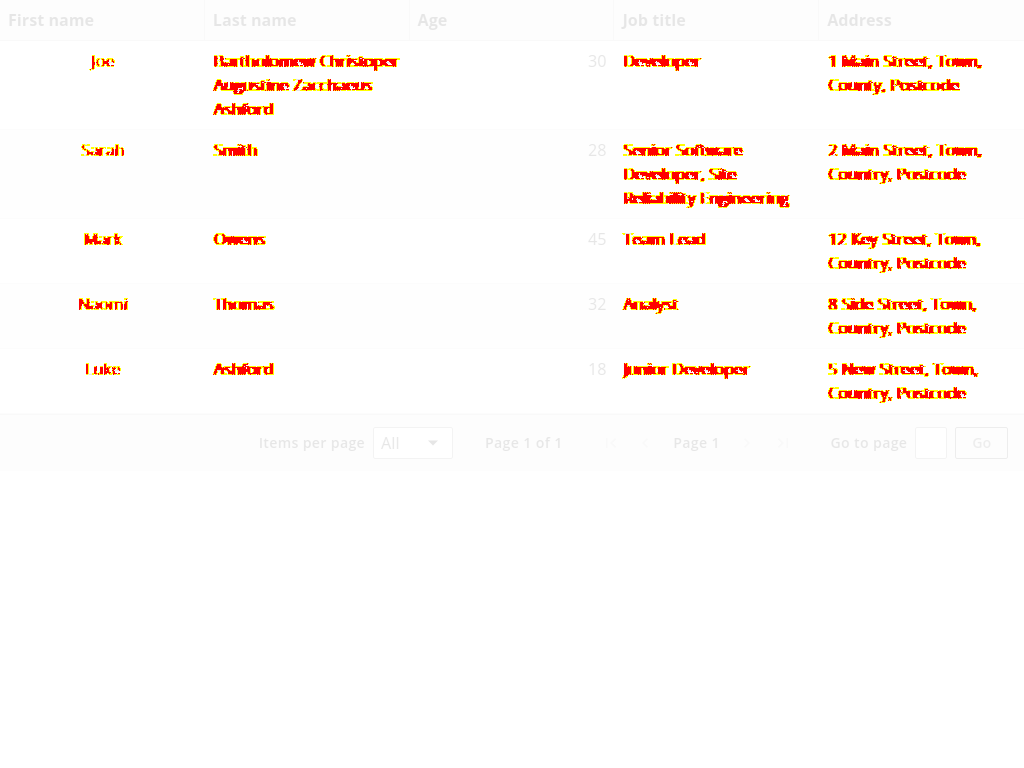 First name Last name Age Job title Address
Joe Bartholomew Christoper 30 Developer 1 Main Street, Town,
Augustine Zacchaeus County, Postcode
Ashford
Sarah Smith 28 Senior Software 2 Main Street, Town,
Developer, Site Country, Postcode
Reliability Engineering
Mark Owens 45 Team Lead 12 Key Street, Town,
Country, Postcode
Naomi Thomas 32 Analyst 8 Side Street, Town,
Country, Postcode
Luke Ashford 18 Junior Developer 5 New Street, Town,
Country, Postcode
Items per page All Page 1 of 1 Page 1 Go to page Go